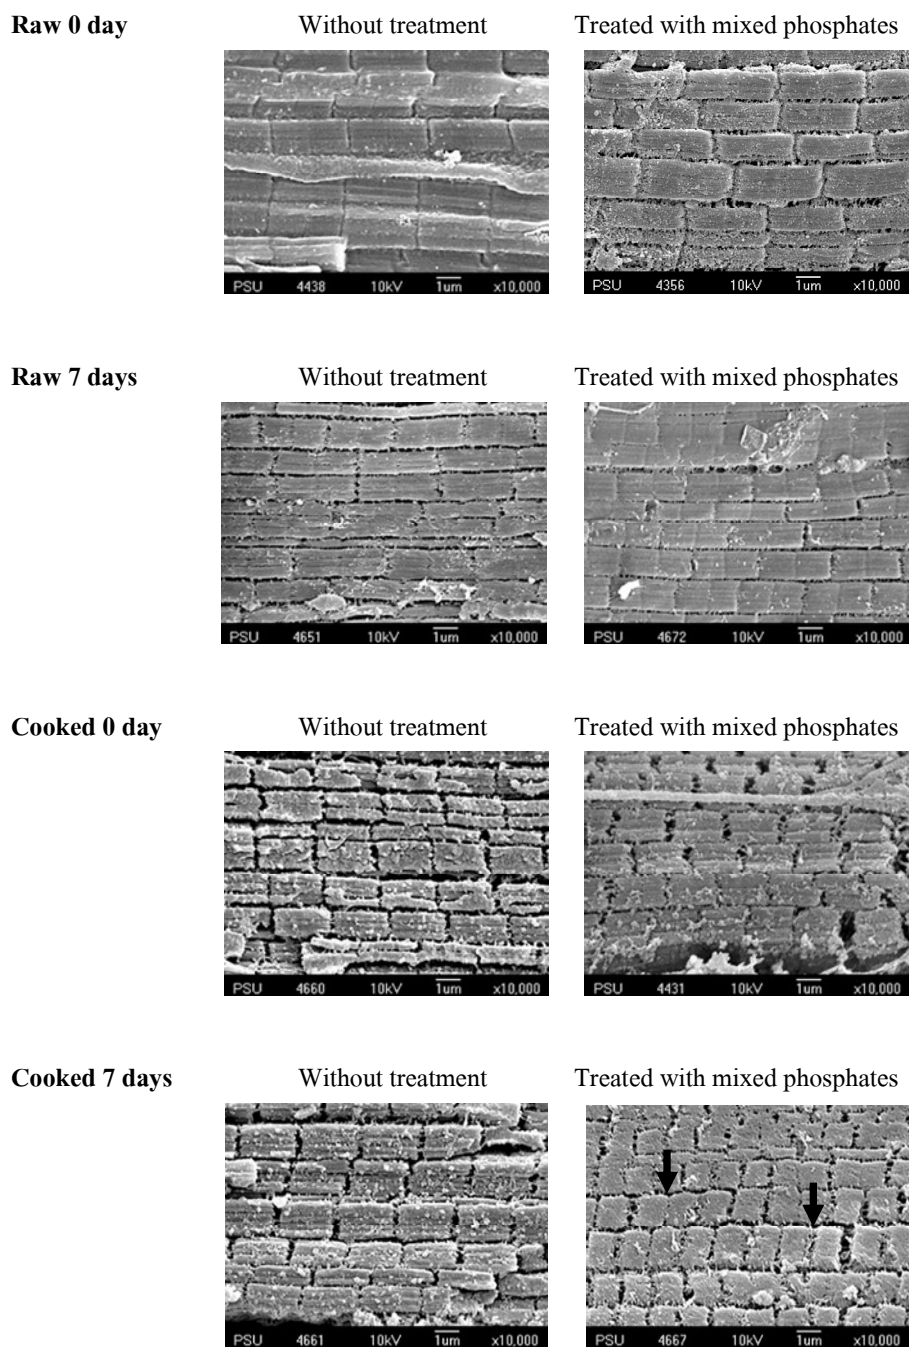 Raw 0 day Without treatment Treated with mixed phosphates
PSU 4438 10kV 1um x10,000 PSU 4356 10kV 1um x10,000
Raw 7 days Without treatment Treated with mixed phosphates
PSU 4651 10kV 1um x10,000 PSU 4672 10kV 1um x10,000
Cooked 0 day Without treatment Treated with mixed phosphates
PSU 4660 10kV 1um x10,000 PSU 4431 10kV 1um x10,000
Cooked 7 days Without treatment Treated with mixed phosphates
PSU 4661 10kV 1um x10,000 PSU 4667 10kV 1um x10,000